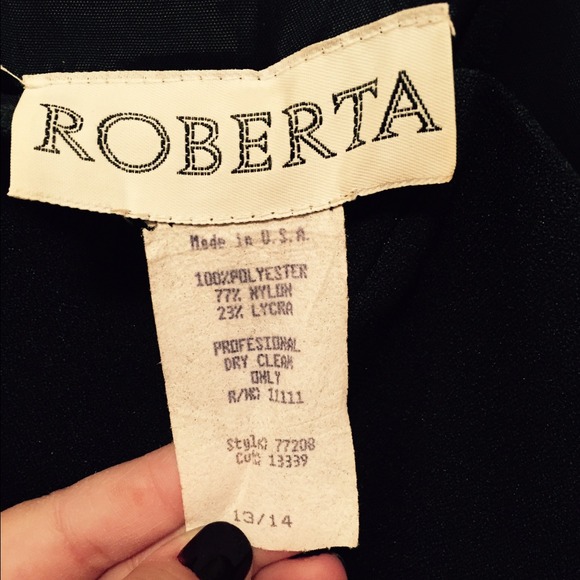 ROBERTA
Made in U.S.A.
100%POLYESTER
77% NYLON
23% LYCRA
PROFESIONAL
DRY CLEAN
ONLY
R/NO: 11111
Style: 77208
Cut: 13339
13/14